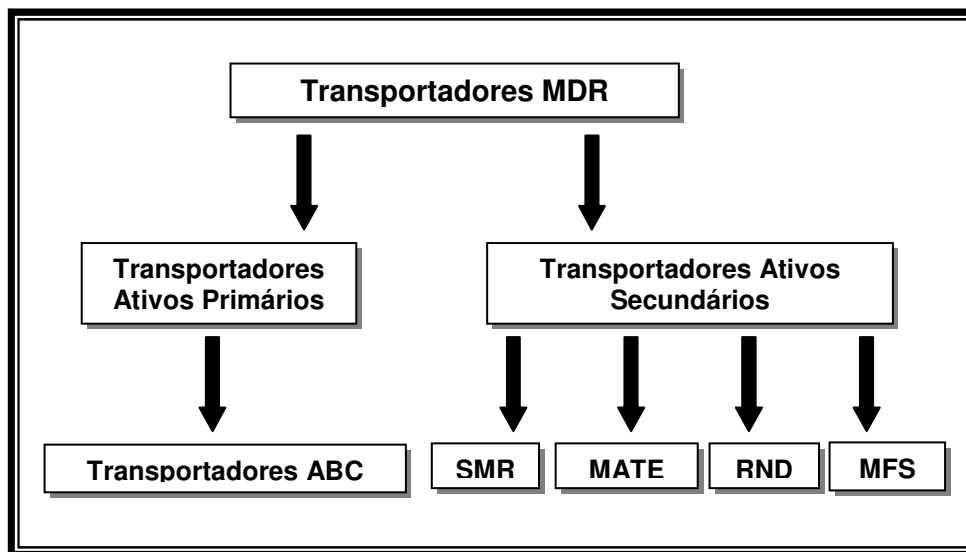 Transportadores MDR
Transportadores
Ativos Primários
Transportadores Ativos
Secundários
Transportadores ABC
SMR
MATE
RND
MFS